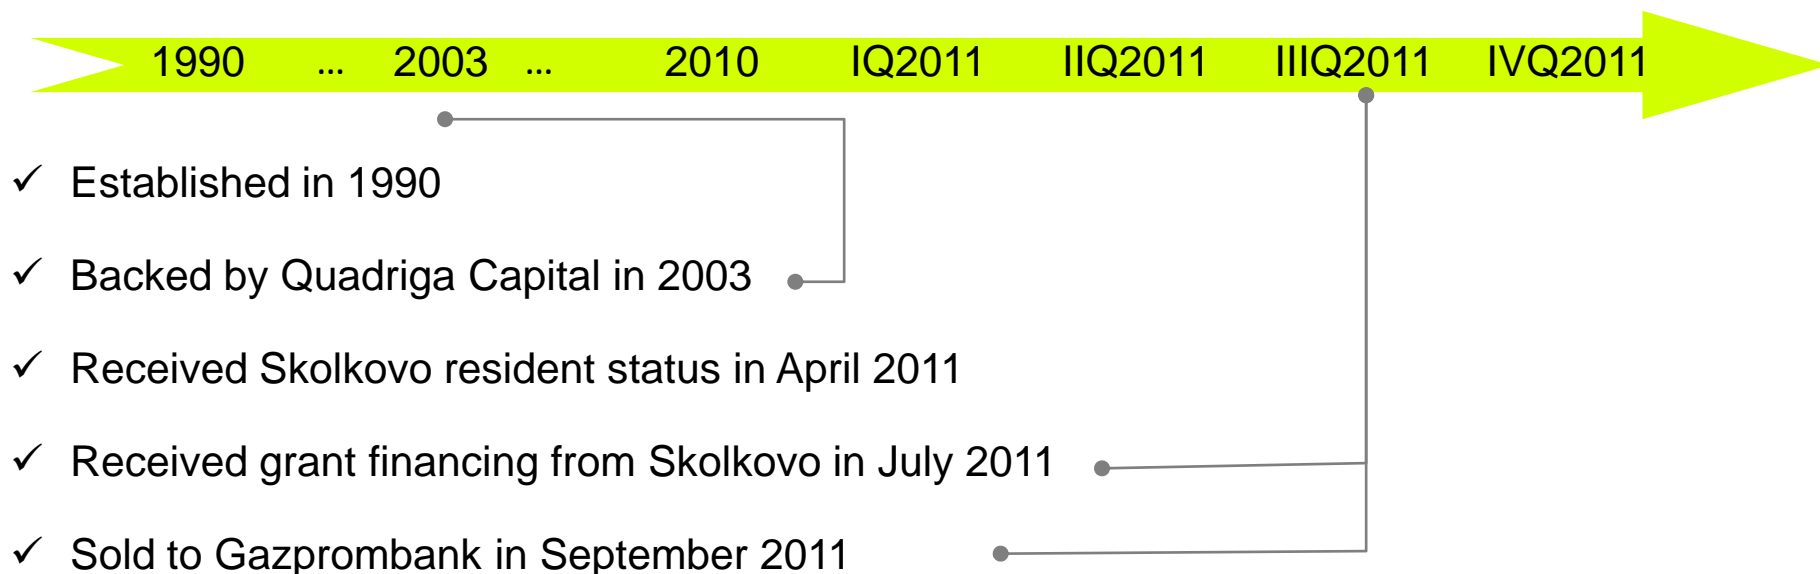 1990 ... 2003 ... 2010 IQ2011 IIQ2011 IIIQ2011 IVQ2011
✓ Established in 1990
✓ Backed by Quadriga Capital in 2003
✓ Received Skolkovo resident status in April 2011
✓ Received grant financing from Skolkovo in July 2011
✓ Sold to Gazprombank in September 2011